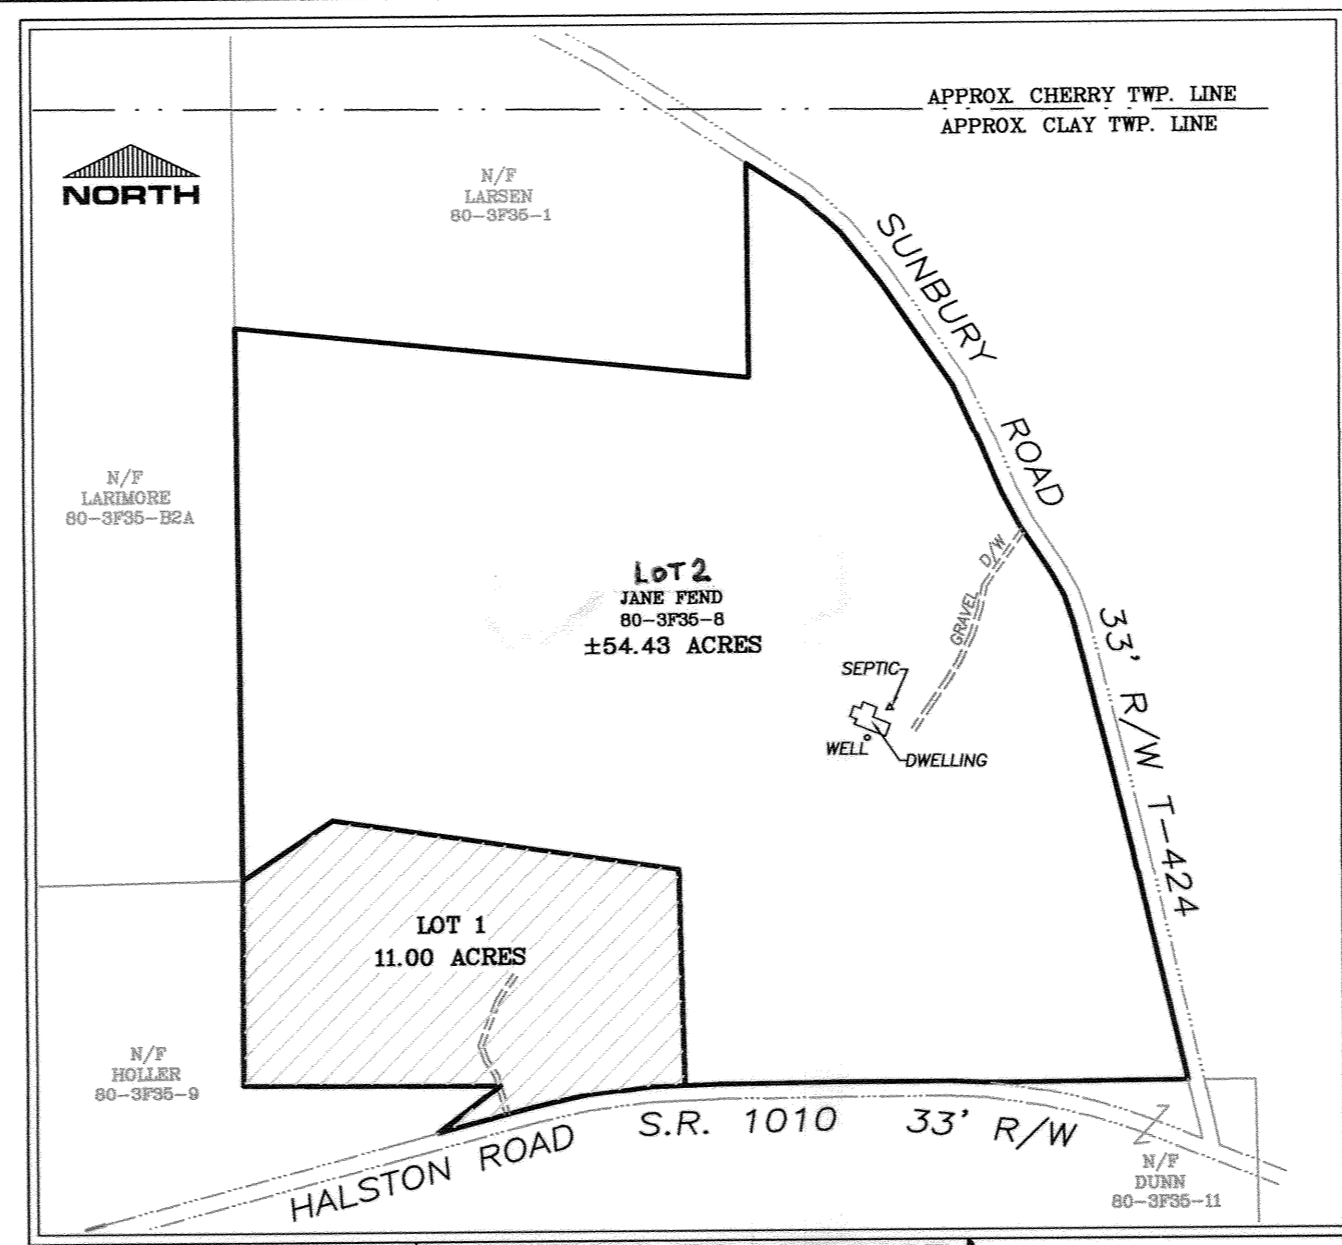 APPROX. CHERRY TWP. LINE
APPROX. CLAY TWP. LINE
NORTH
N/F
LARSEN
80-3F35-1
SUNBURY ROAD
33' R/W T-424
N/F
LARIMORE
80-3F35-B2A
LOT 2
JANE FEND
80-3F35-8
±54.43 ACRES
GRAVEL D/W
SEPTIC
WELL
DWELLING
LOT 1
11.00 ACRES
N/F
HOLLER
80-3F35-9
HALSTON ROAD S.R. 1010 33' R/W
N/F
DUNN
80-3F35-11